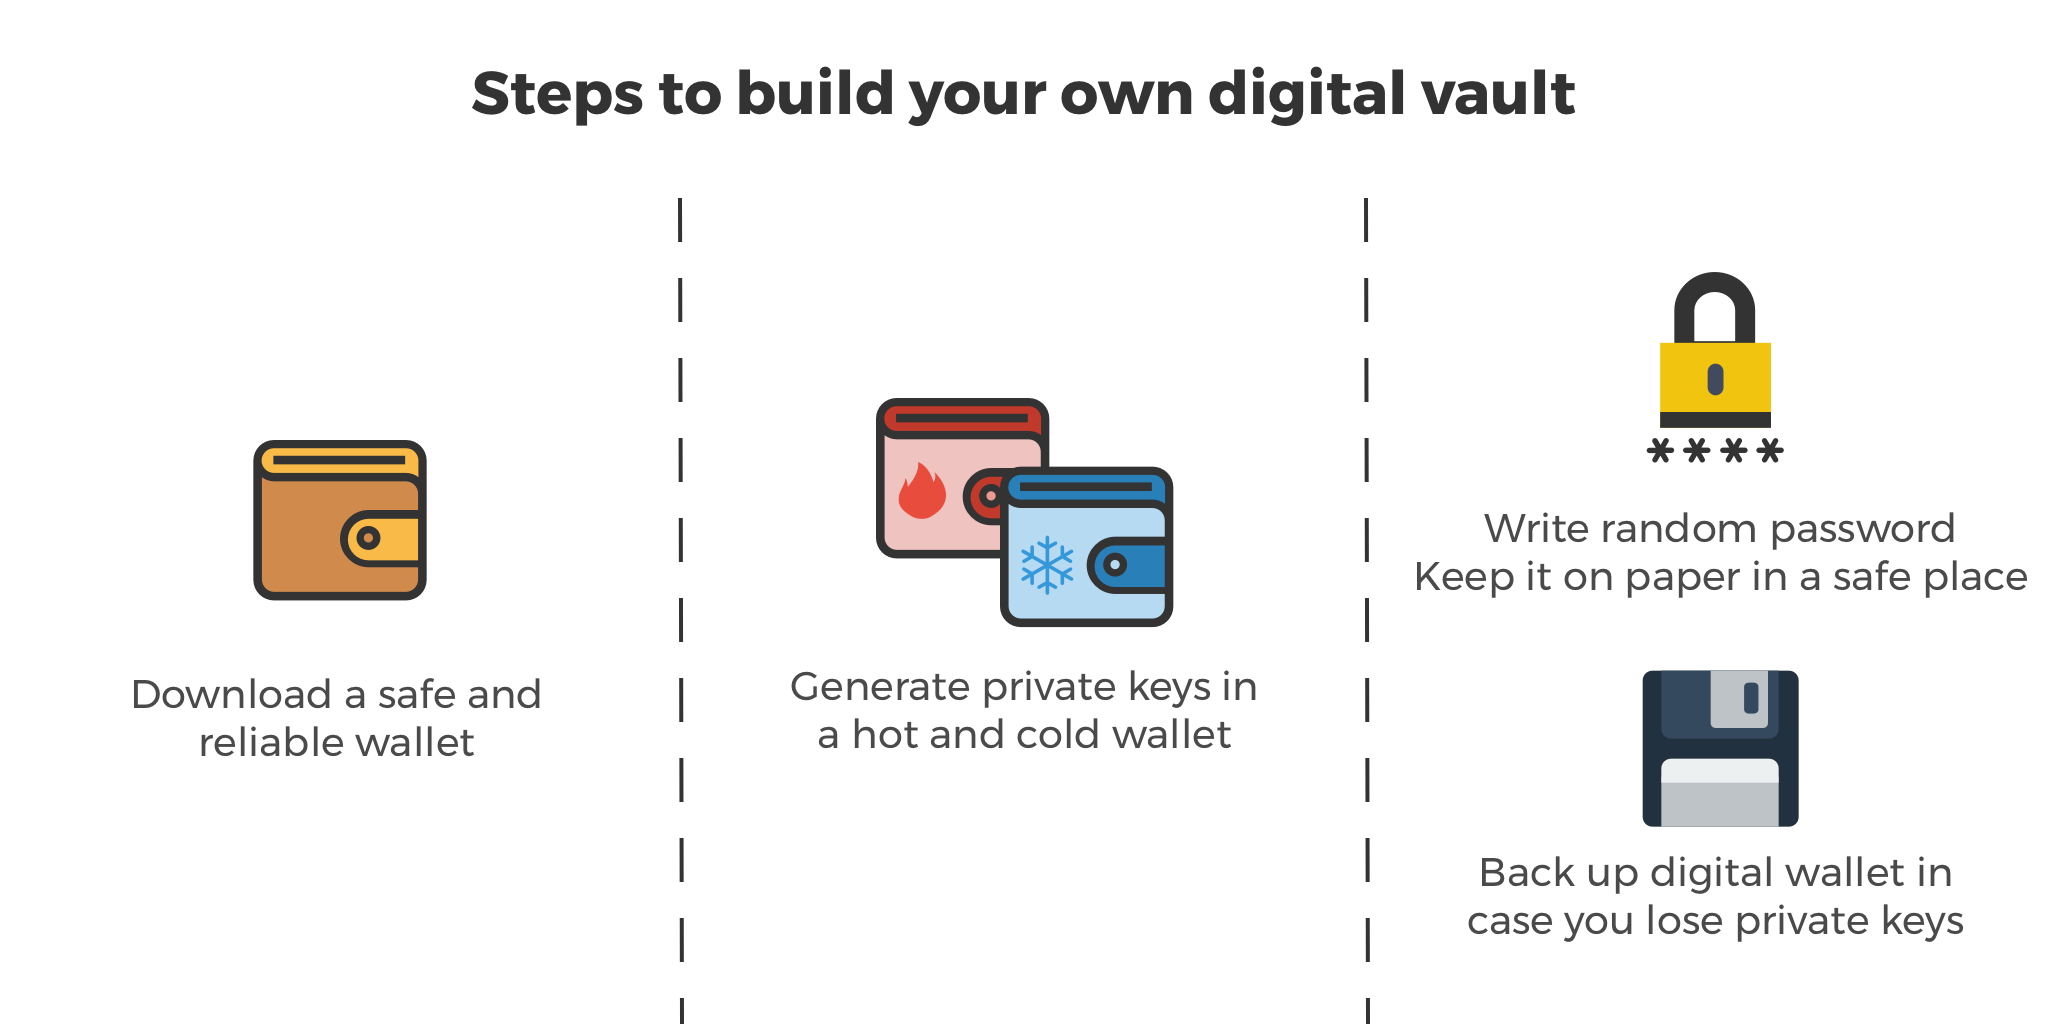 Steps to build your own digital vault
Download a safe and
reliable wallet
Generate private keys in
a hot and cold wallet
****
Write random password
Keep it on paper in a safe place
Back up digital wallet in
case you lose private keys